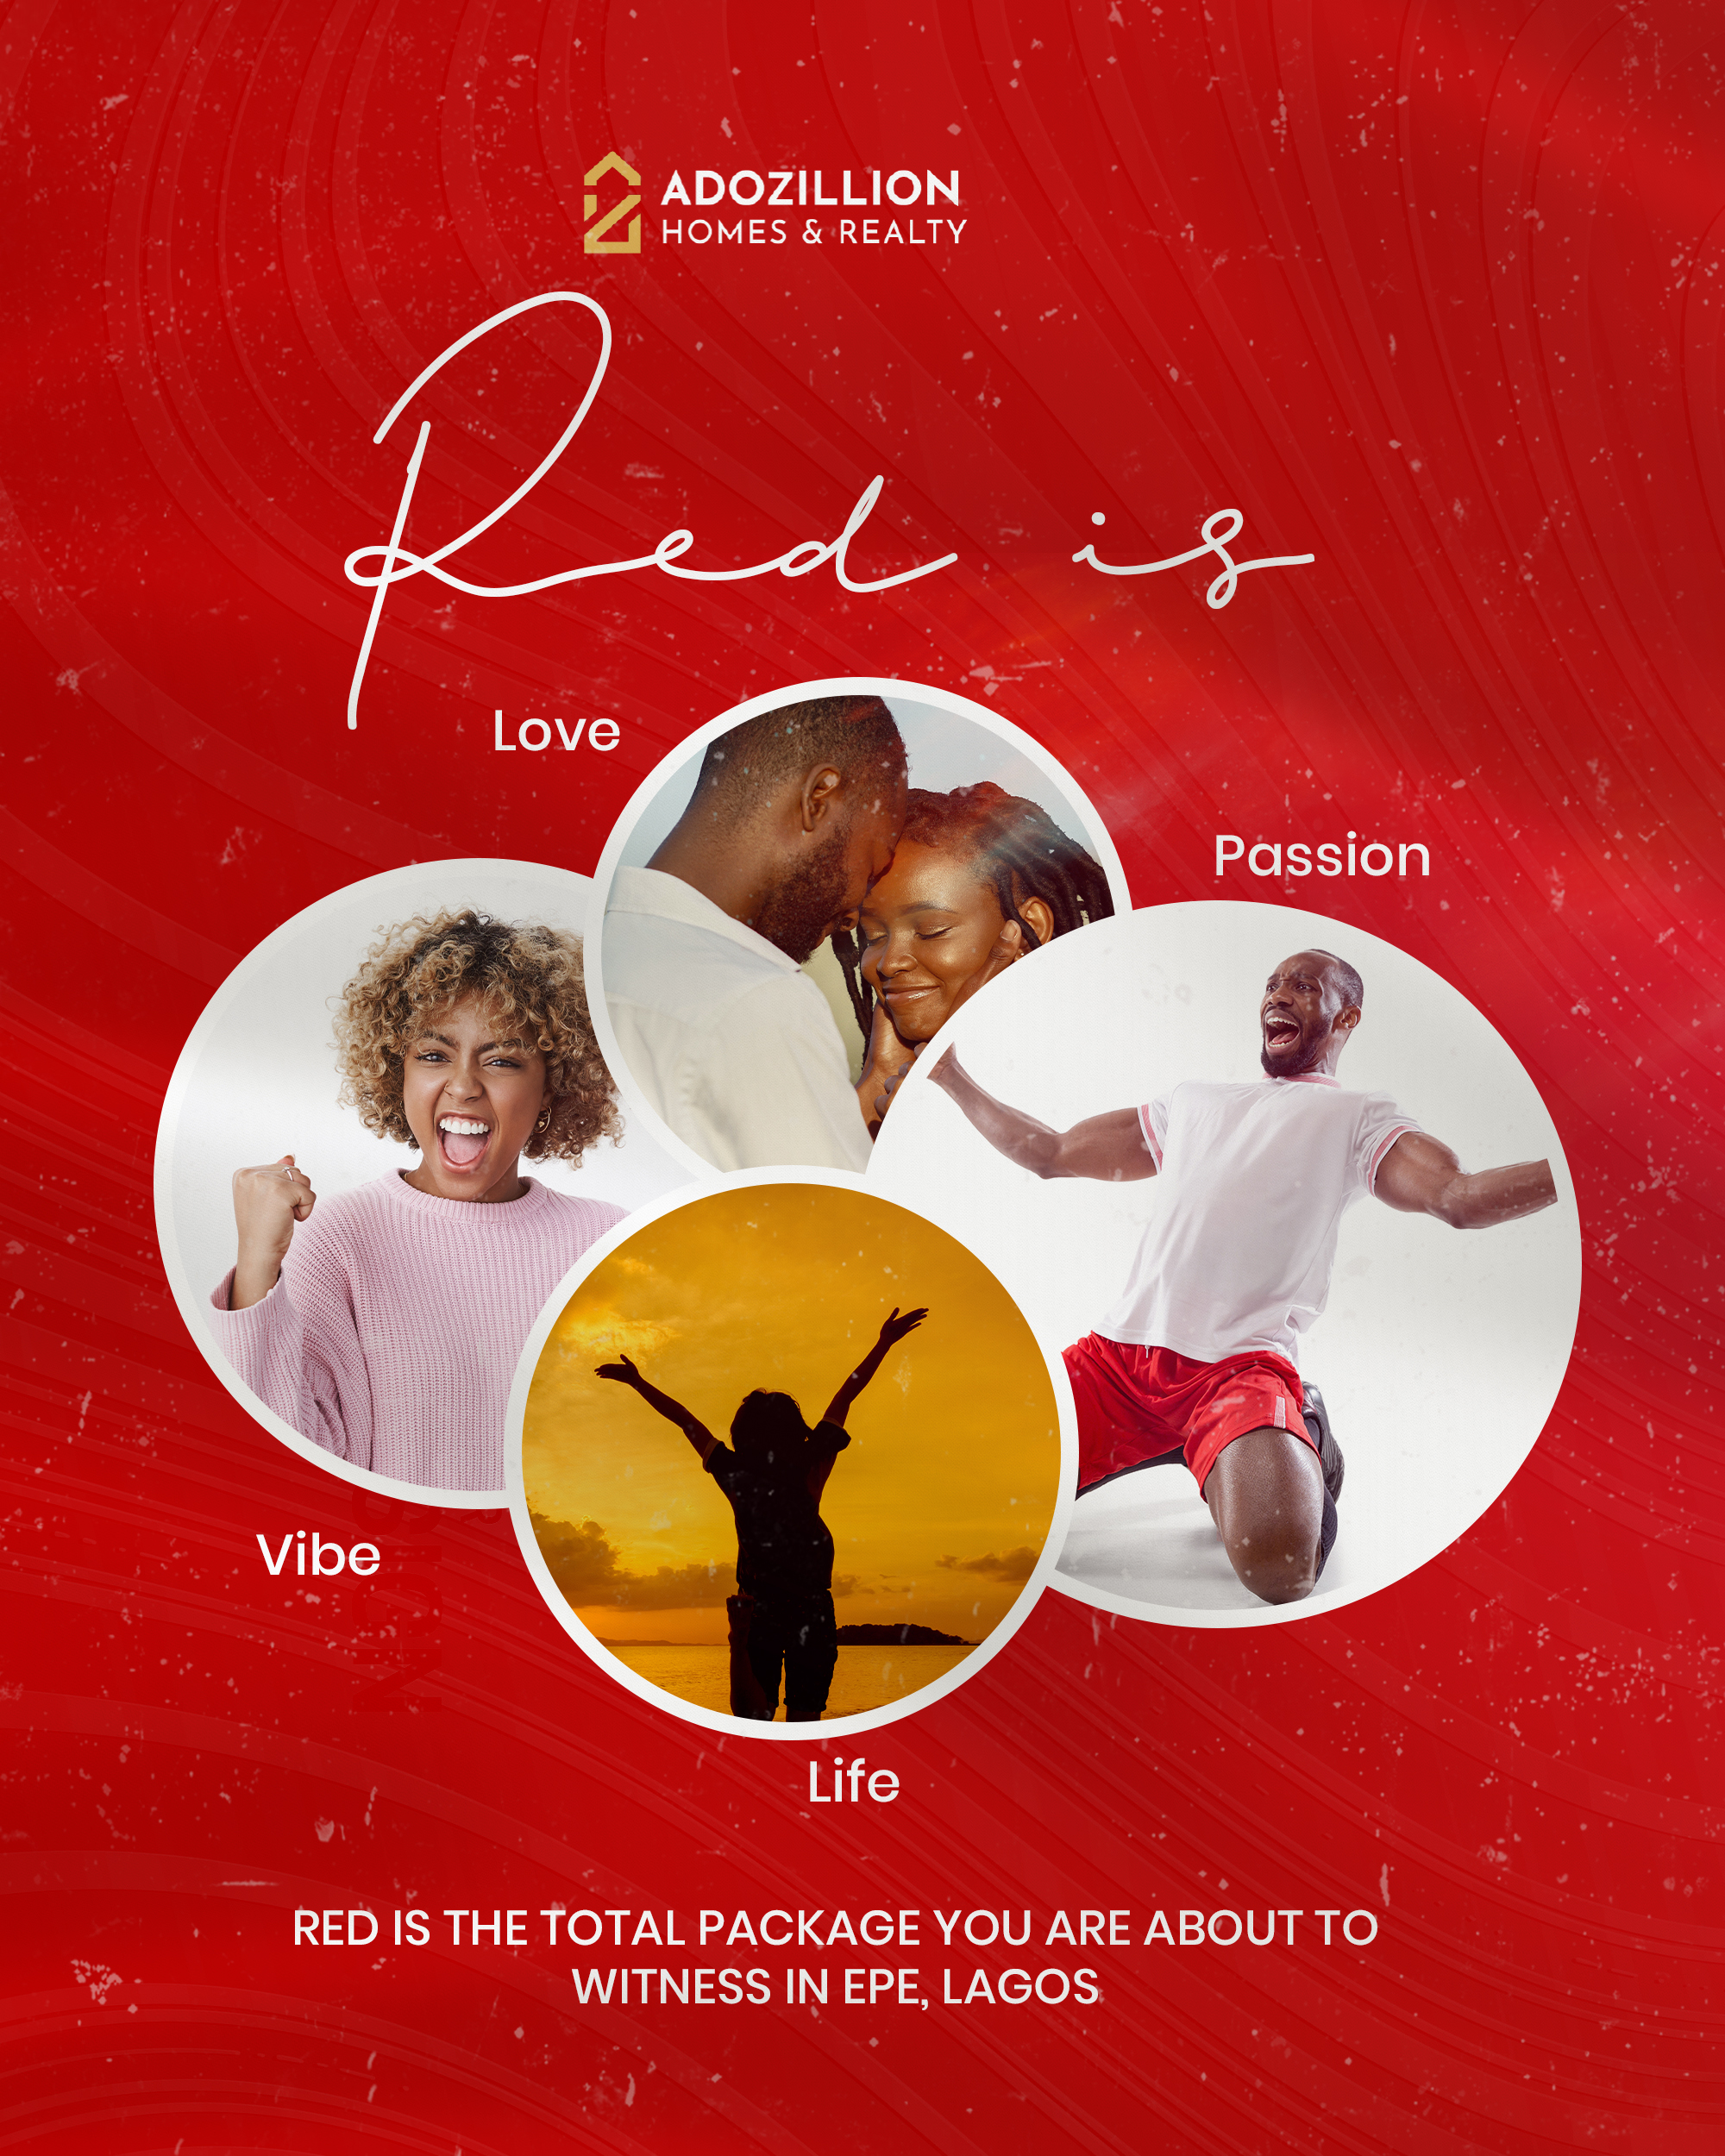 ADOZILLION
HOMES & REALTY
Red is
Love
Passion
Vibe
Life
RED IS THE TOTAL PACKAGE YOU ARE ABOUT TO
WITNESS IN EPE, LAGOS